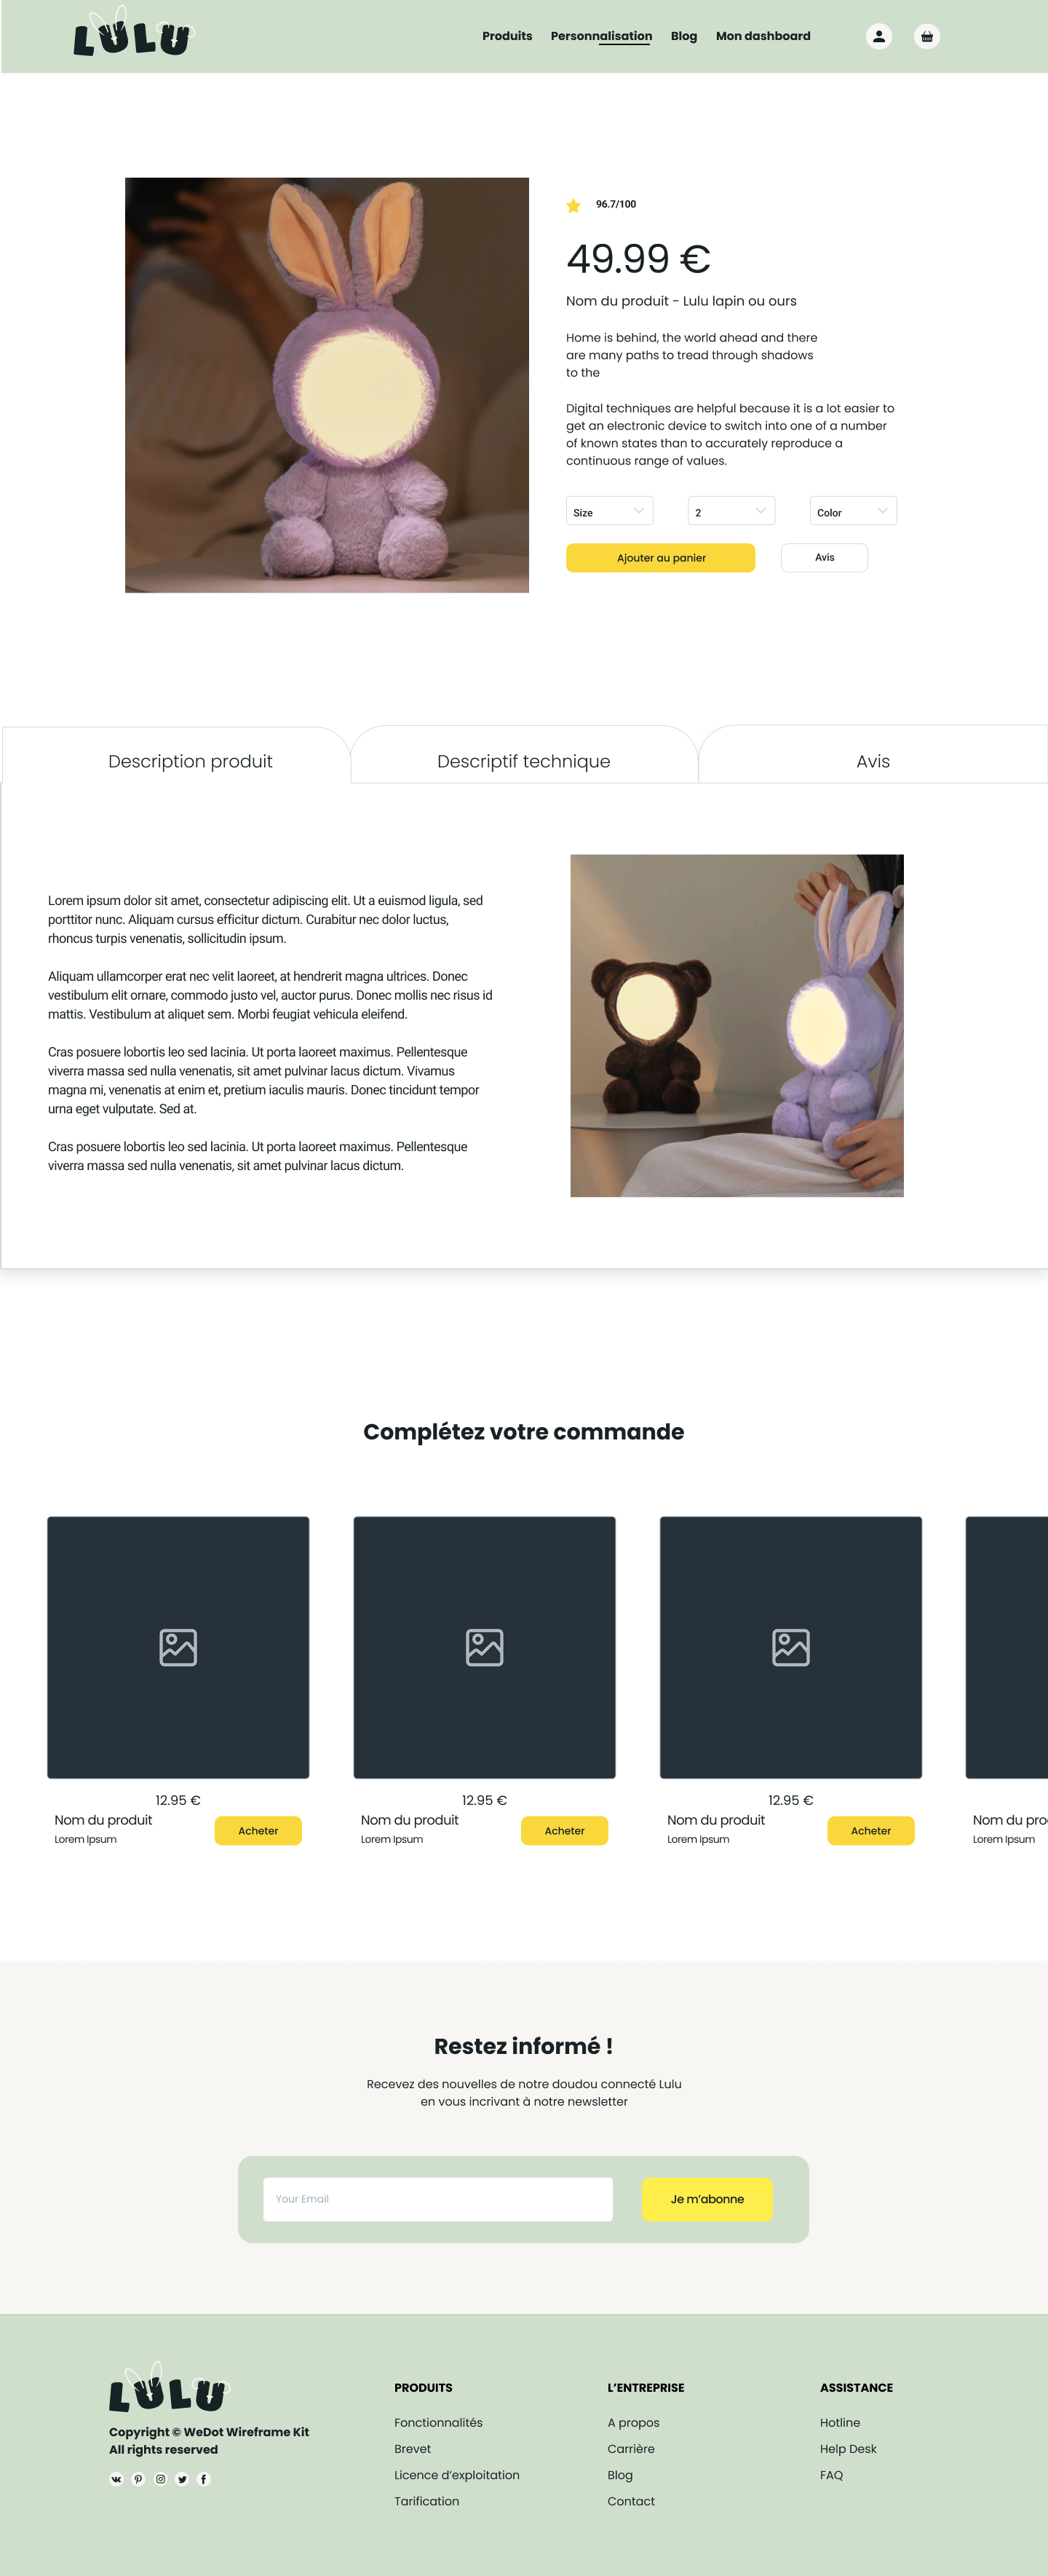 LULU
Produits Personnalisation Blog Mon dashboard
96.7/100
49.99 €
Nom du produit - Lulu lapin ou ours
Home is behind, the world ahead and there
are many paths to tread through shadows
to the
Digital techniques are helpful because it is a lot easier to
get an electronic device to switch into one of a number
of known states than to accurately reproduce a
continuous range of values.
Size 2 Color
Ajouter au panier Avis
Description produit Descriptif technique Avis
Lorem ipsum dolor sit amet, consectetur adipiscing elit. Ut a euismod ligula, sed
porttitor nunc. Aliquam cursus efficitur dictum. Curabitur nec dolor luctus,
rhoncus turpis venenatis, sollicitudin ipsum.
Aliquam ullamcorper erat nec velit laoreet, at hendrerit magna ultrices. Donec
vestibulum elit ornare, commodo justo vel, auctor purus. Donec mollis nec risus id
mattis. Vestibulum at aliquet sem. Morbi feugiat vehicula eleifend.
Cras posuere lobortis leo sed lacinia. Ut porta laoreet maximus. Pellentesque
viverra massa sed nulla venenatis, sit amet pulvinar lacus dictum. Vivamus
magna mi, venenatis at enim et, pretium iaculis mauris. Donec tincidunt tempor
urna eget vulputate. Sed at.
Cras posuere lobortis leo sed lacinia. Ut porta laoreet maximus. Pellentesque
viverra massa sed nulla venenatis, sit amet pulvinar lacus dictum.
Complétez votre commande
12.95 €
Nom du produit
Lorem Ipsum
Acheter
12.95 €
Nom du produit
Lorem Ipsum
Acheter
12.95 €
Nom du produit
Lorem Ipsum
Acheter
Nom du pro
Lorem Ipsum
Restez informé !
Recevez des nouvelles de notre doudou connecté Lulu
en vous incrivant à notre newsletter
Your Email
Je m'abonne
LULU
Copyright © WeDot Wireframe Kit
All rights reserved
PRODUITS
Fonctionnalités
Brevet
Licence d'exploitation
Tarification
L'ENTREPRISE
A propos
Carrière
Blog
Contact
ASSISTANCE
Hotline
Help Desk
FAQ